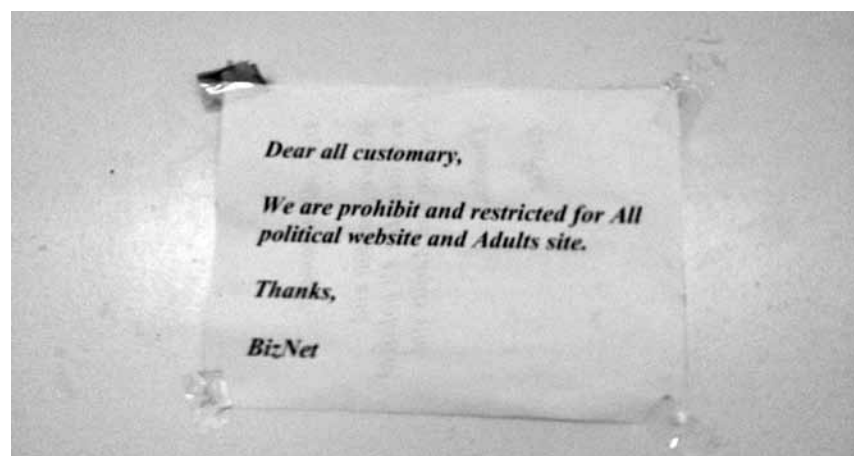 Dear all customary,
We are prohibit and restricted for All
political website and Adults site.
Thanks,
BizNet